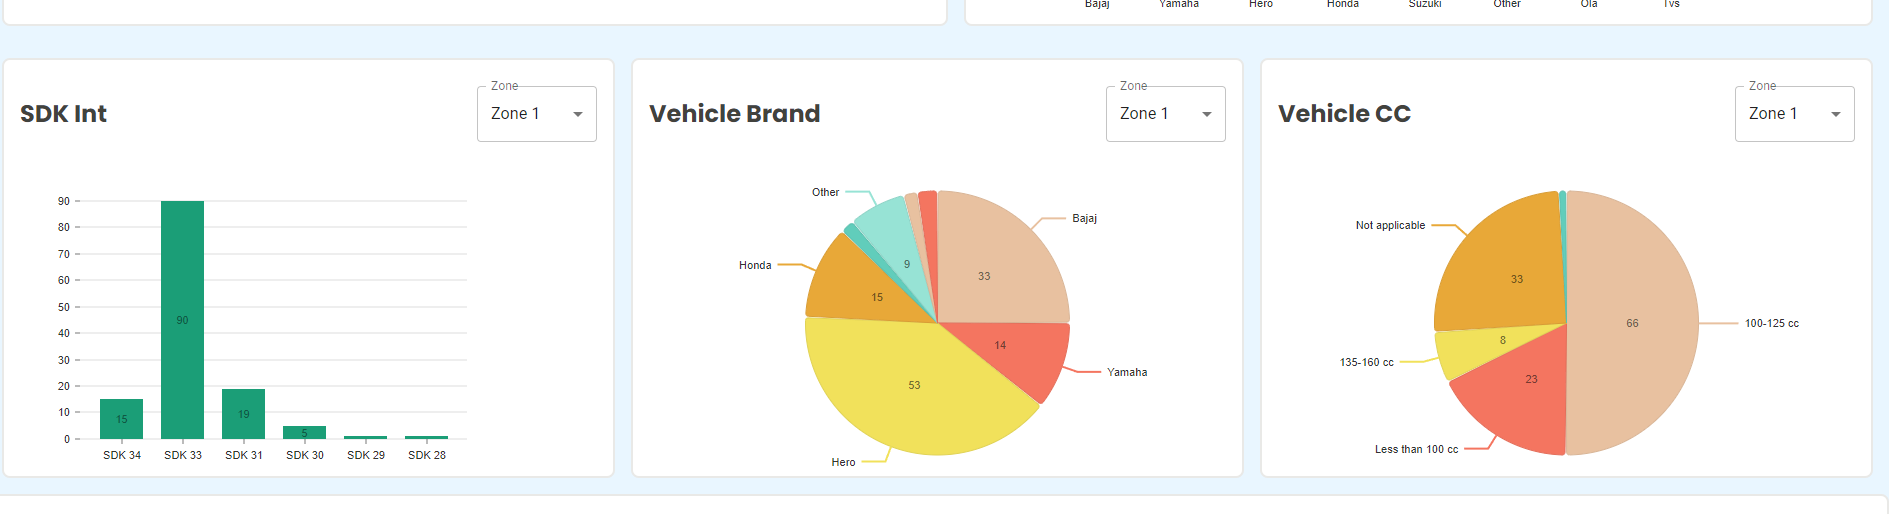 Bajaj Yamaha Hero Honda Suzuki Other Ola Tvs
SDK Int
Zone
Zone 1
90
80
70
60
50
40
30
20
10
0
15
90
19
5
SDK 34 SDK 33 SDK 31 SDK 30 SDK 29 SDK 28
Vehicle Brand
Zone
Zone 1
Other
Bajaj
Honda
9
33
15
14
Yamaha
53
Hero
Vehicle CC
Zone
Zone 1
Not applicable
33
66
100-125 cc
8
135-160 cc
23
Less than 100 cc